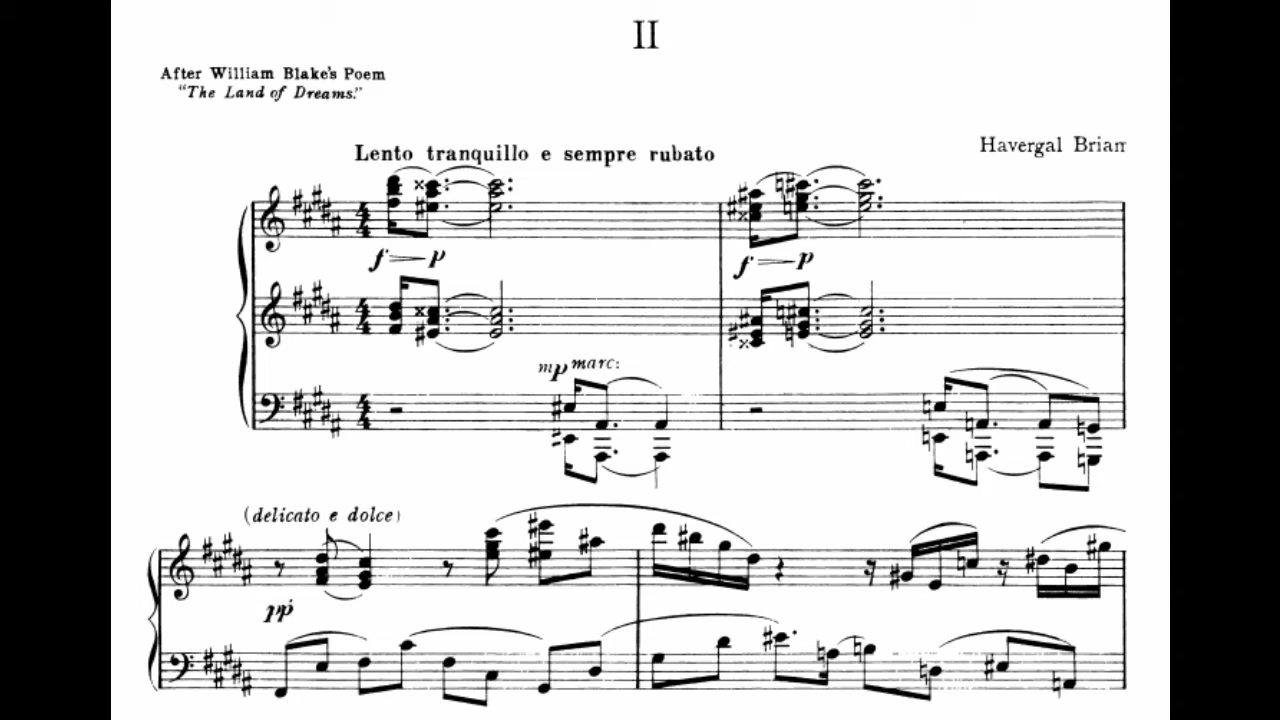 II
After William Blake's Poem
"The Land of Dreams."
Havergal Brian
Lento tranquillo e sempre rubato
f p f p
mp marc:
(delicato e dolce)
pp